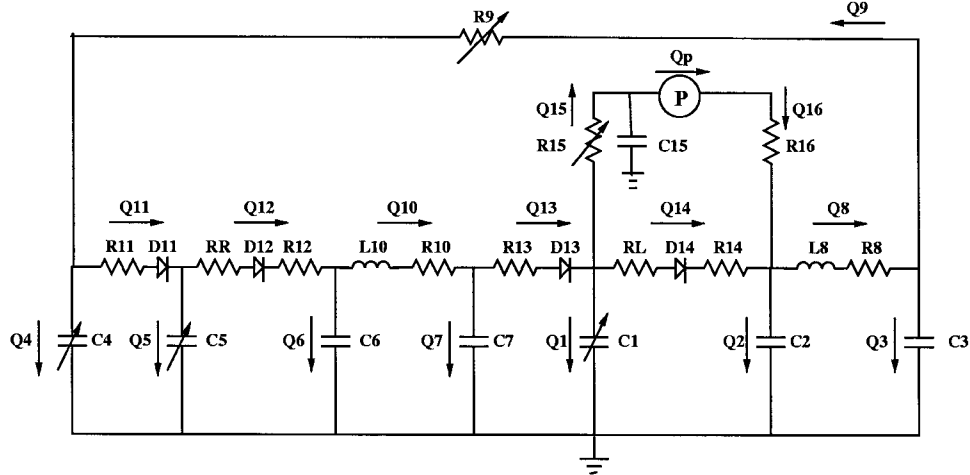 R9
Q9
Qp
P
Q15
R15
C15
Q16
R16
Q11
Q12
Q10
Q13
Q14
Q8
R11 D11 RR D12 R12 L10 R10 R13 D13 RL D14 R14 L8 R8
Q4 C4 Q5 C5 Q6 C6 Q7 C7 Q1 C1 Q2 C2 Q3 C3